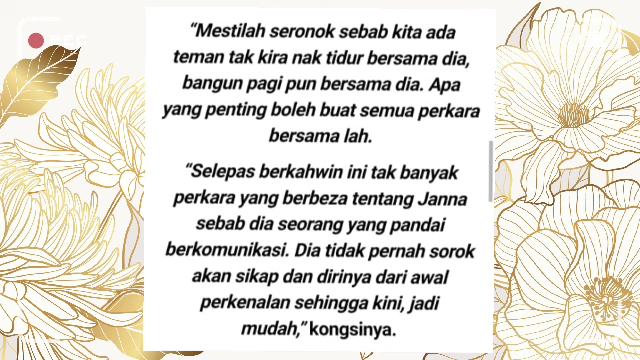 “Mestilah seronok sebab kita ada
teman tak kira nak tidur bersama dia,
bangun pagi pun bersama dia. Apa
yang penting boleh buat semua perkara
bersama lah.
“Selepas berkahwin ini tak banyak
perkara yang berbeza tentang Janna
sebab dia seorang yang pandai
berkomunikasi. Dia tidak pernah sorok
akan sikap dan dirinya dari awal
perkenalan sehingga kini, jadi
mudah,” kongsinya.